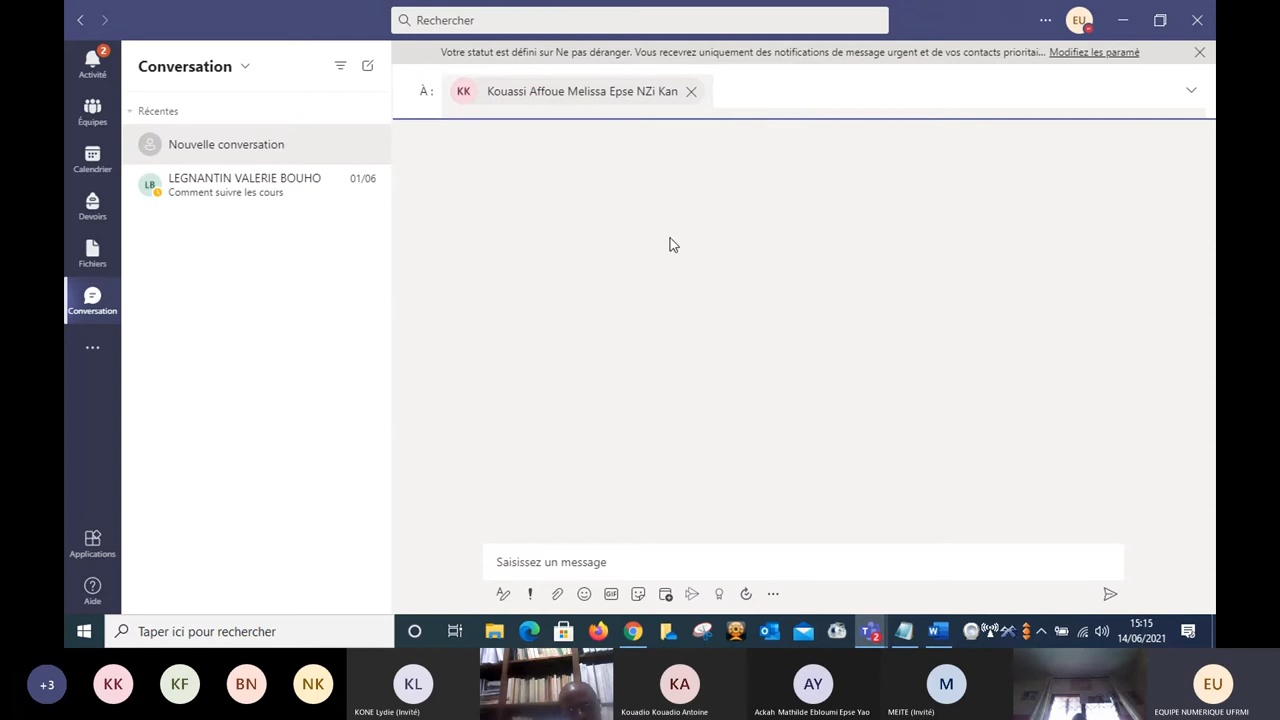 Rechercher
EU
2
Activité
Équipes
Calendrier
Devoirs
Fichiers
Conversation
Applications
Aide
Conversation
Récentes
Nouvelle conversation
LB
LEGNANTIN VALERIE BOUHO 01/06
Comment suivre les cours
Votre statut est défini sur Ne pas déranger. Vous recevrez uniquement des notifications de message urgent et de vos contacts prioritai... Modifiez les paramè
À :
KK Kouassi Affoue Melissa Epse NZi Kan
Saisissez un message
GIF
Taper ici pour rechercher
2
15:15
14/06/2021
+3
KK
KF
BN
NK
KL
KONE Lydie (Invité)
KA
Kouadio Kouadio Antoine
AY
Ackah Mathilde Ebloumi Epse Yao
M
MEITE (Invité)
EU
EQUIPE NUMERIQUE UFRMI